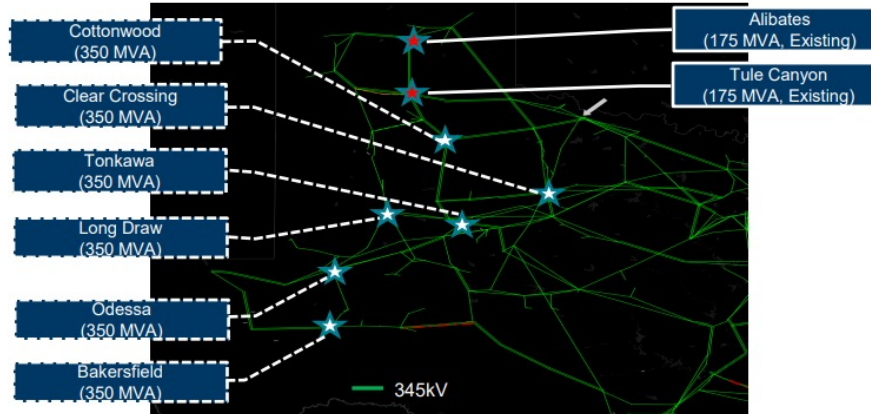 Cottonwood
(350 MVA)
Clear Crossing
(350 MVA)
Tonkawa
(350 MVA)
Long Draw
(350 MVA)
Odessa
(350 MVA)
Bakersfield
(350 MVA)
Alibates
(175 MVA, Existing)
Tule Canyon
(175 MVA, Existing)
345kV